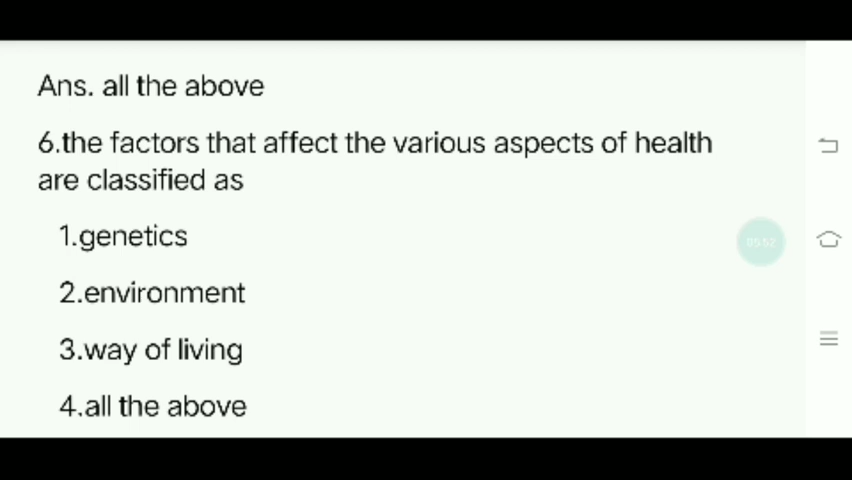 Ans. all the above
6.the factors that affect the various aspects of health
are classified as
1.genetics
2.environment
3.way of living
4.all the above